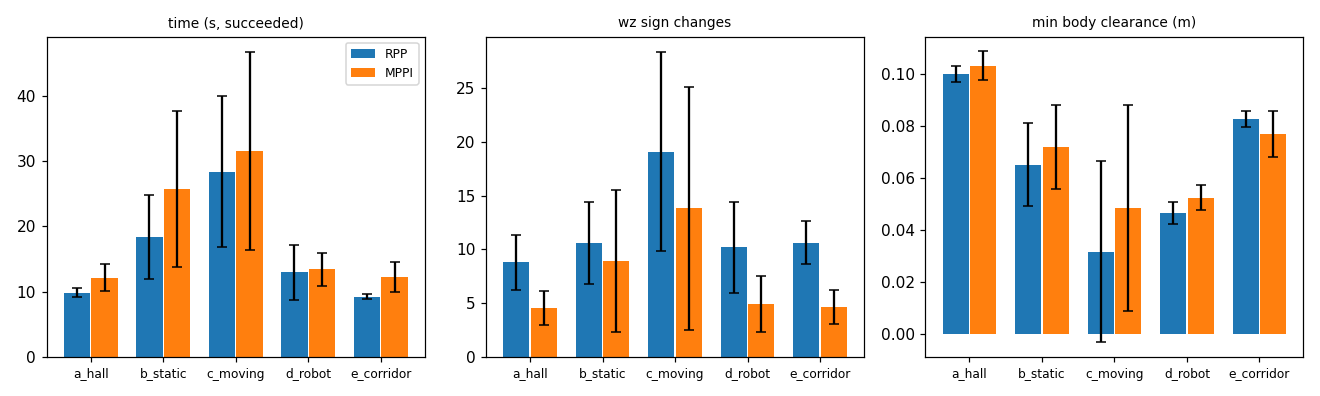 time (s, succeeded)
RPP
MPPI
40
30
20
10
0
a_hall b_static c_moving d_robot e_corridor
wz sign changes
25
20
15
10
5
0
a_hall b_static c_moving d_robot e_corridor
min body clearance (m)
0.10
0.08
0.06
0.04
0.02
0.00
a_hall b_static c_moving d_robot e_corridor